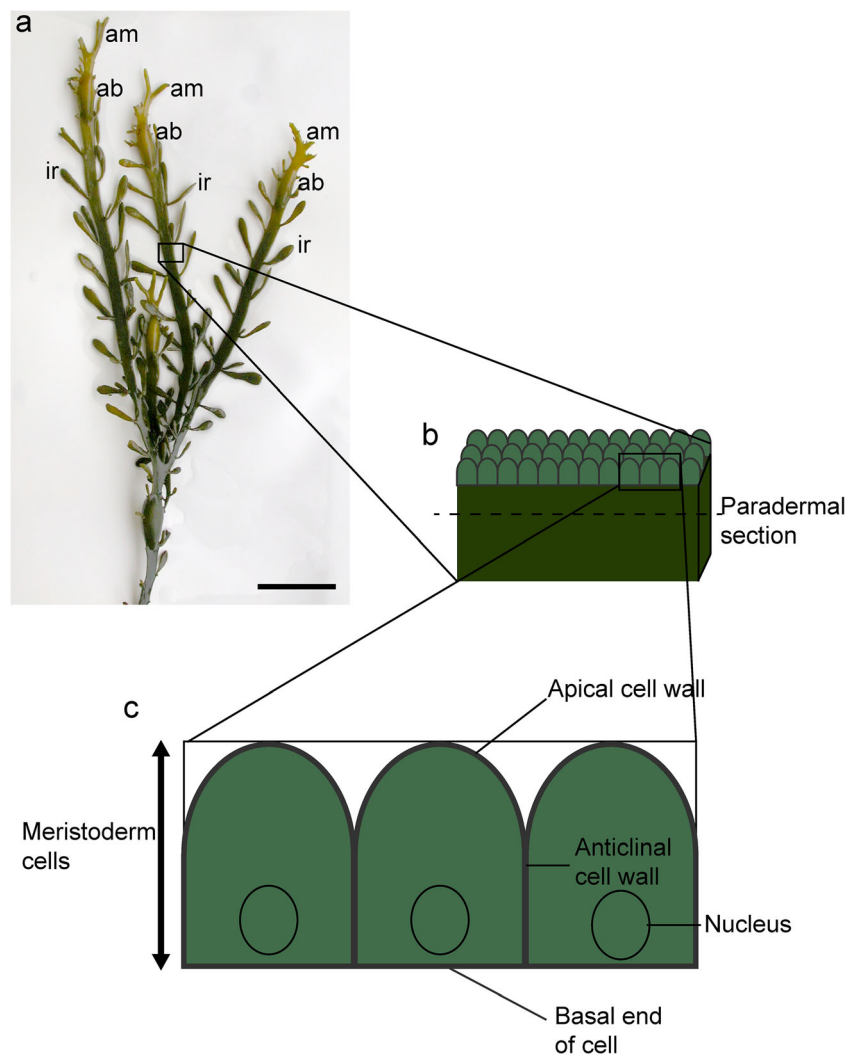 a
am
ab
am
ab
am
ir
ir
ab
ir
b
Paradermal
section
Apical cell wall
c
Meristoderm
cells
Anticlinal
cell wall
Nucleus
Basal end
of cell